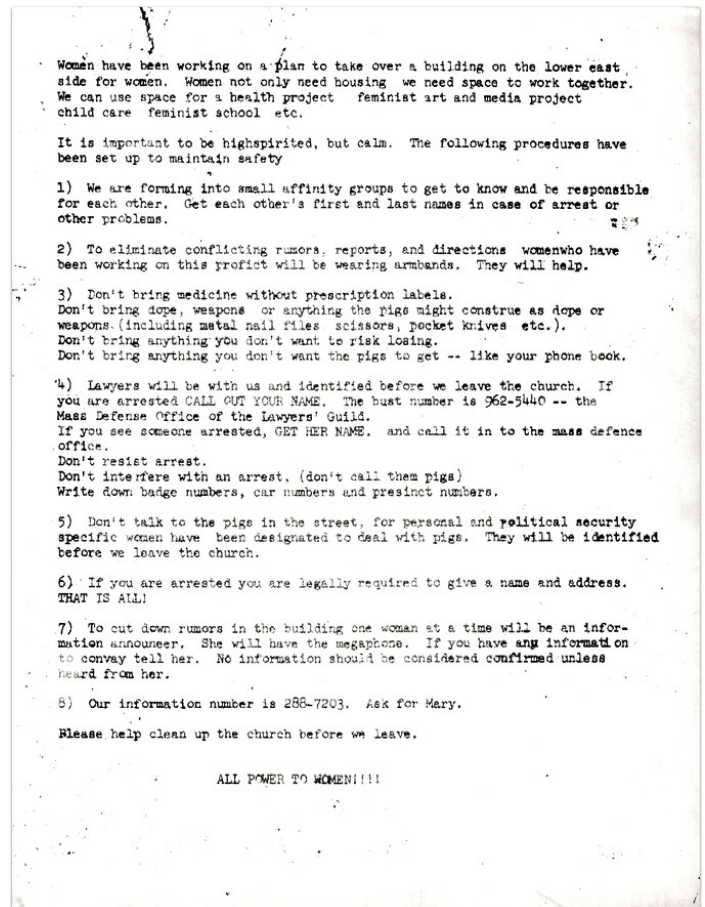 Women have been working on a plan to take over a building on the lower east
side for women. Women not only need housing we need space to work together.
We can use space for a health project feminist art and media project
child care feminist school etc.
It is important to be highspirited, but calm. The following procedures have
been set up to maintain safety
1) We are forming into small affinity groups to get to know and be responsible
for each other. Get each other's first and last names in case of arrest or
other problems.
2) To eliminate conflicting rumors, reports, and directions womenwho have
been working on this profict will be wearing armbands. They will help.
3) Don't bring medicine without prescription labels.
Don't bring dope, weapons or anything the pigs might construe as dope or
weapons (including metal nail files scissors, pocket knives etc.).
Don't bring anything you don't want to risk losing.
Don't bring anything you don't want the pigs to get -- like your phone book.
4) Lawyers will be with us and identified before we leave the church. If
you are arrested CALL OUT YOUR NAME. The bust number is 962-5440 -- the
Mass Defense Office of the Lawyers' Guild.
If you see someone arrested, GET HER NAME. and call it in to the mass defence
office.
Don't resist arrest.
Don't interfere with an arrest, (don't call them pigs)
Write down badge numbers, car numbers and presinct numbers.
5) Don't talk to the pigs in the street, for personal and political security
specific women have been designated to deal with pigs. They will be identified
before we leave the church.
6) If you are arrested you are legally required to give a name and address.
THAT IS ALL!
7) To cut down rumors in the building one woman at a time will be an infor-
mation announeer. She will have the megaphone. If you have any information
to convay tell her. No information should be considered confirmed unless
heard from her.
8) Our information number is 288-7203. Ask for Mary.
Please help clean up the church before we leave.
ALL POWER TO WOMEN!!!!